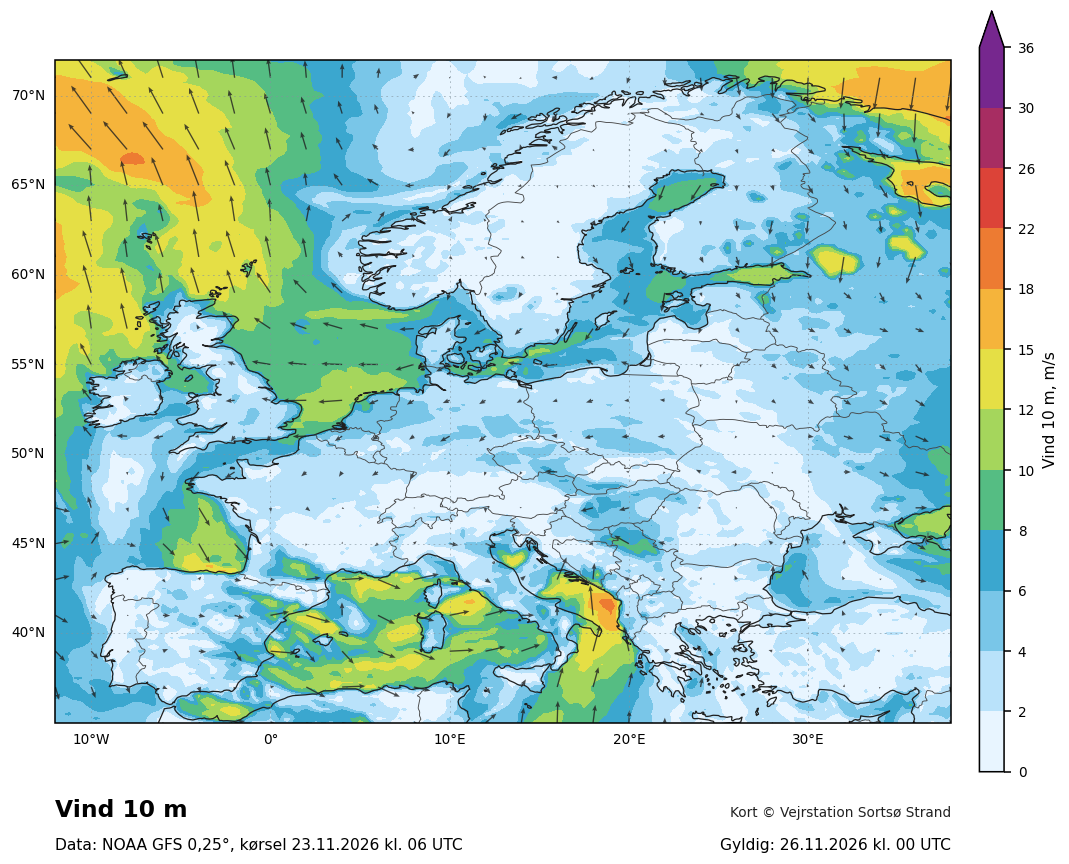 36
30
26
22
18
15
12
10
8
6
4
2
0
Vind 10 m, m/s
70°N
65°N
60°N
55°N
50°N
45°N
40°N
10°W
0°
10°E
20°E
30°E
Vind 10 m
Kort © Vejrstation Sortsø Strand
Data: NOAA GFS 0,25°, kørsel 23.11.2026 kl. 06 UTC
Gyldig: 26.11.2026 kl. 00 UTC